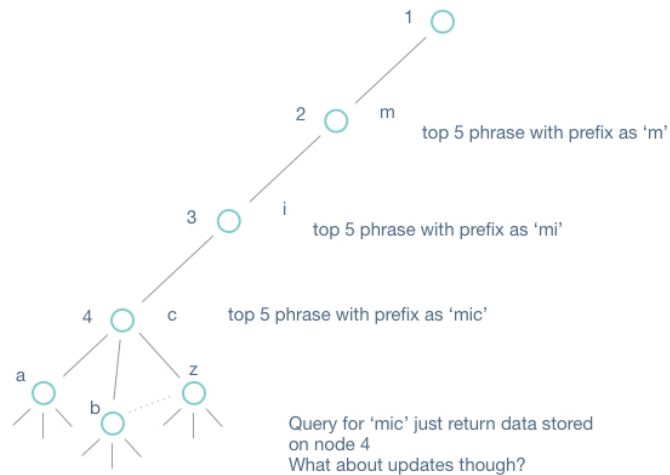 1
2 m
top 5 phrase with prefix as ‘m’
3 i
top 5 phrase with prefix as ‘mi’
4 c top 5 phrase with prefix as ‘mic’
a
z
b
Query for ‘mic’ just return data stored
on node 4
What about updates though?